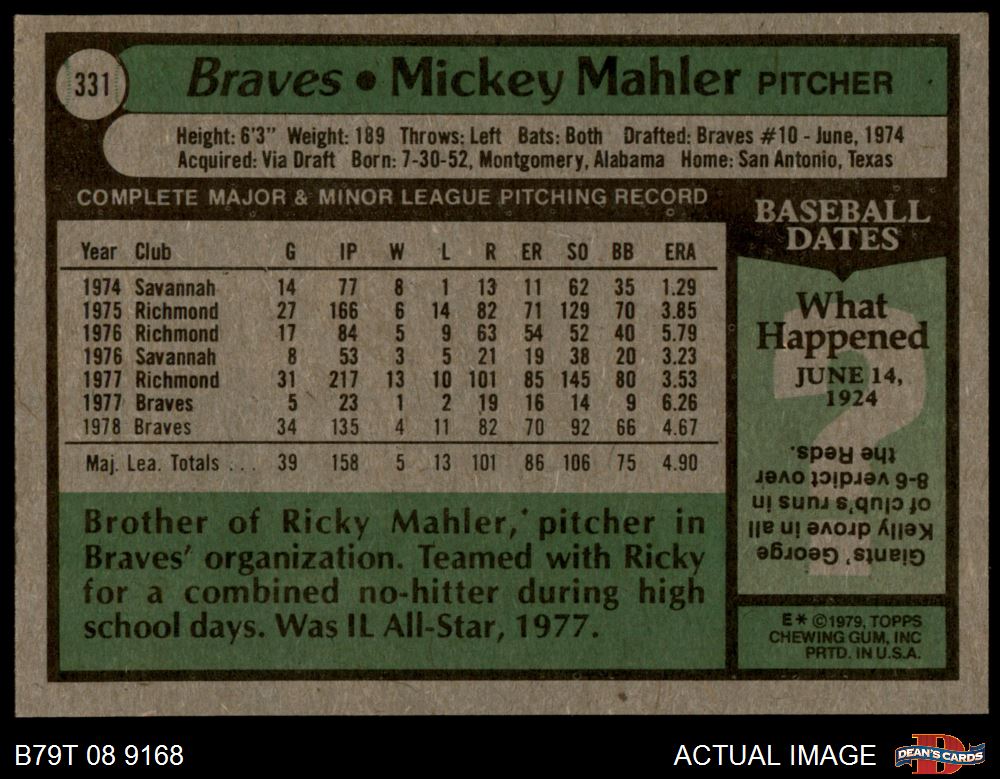 331
Braves • Mickey Mahler PITCHER
Height: 6'3" Weight: 189 Throws: Left Bats: Both Drafted: Braves #10 - June, 1974
Acquired: Via Draft Born: 7-30-52, Montgomery, Alabama Home: San Antonio, Texas
COMPLETE MAJOR & MINOR LEAGUE PITCHING RECORD
Year Club G IP W L R ER SO BB ERA
1974 Savannah 14 77 8 1 13 11 62 35 1.29
1975 Richmond 27 166 6 14 82 71 129 70 3.85
1976 Richmond 17 84 5 9 63 54 52 40 5.79
1976 Savannah 8 53 3 5 21 19 38 20 3.23
1977 Richmond 31 217 13 10 101 85 145 80 3.53
1977 Braves 5 23 1 2 19 16 14 9 6.26
1978 Braves 34 135 4 11 82 70 92 66 4.67
Maj. Lea. Totals ... 39 158 5 13 101 86 106 75 4.90
Brother of Ricky Mahler, pitcher in
Braves' organization. Teamed with Ricky
for a combined no-hitter during high
school days. Was IL All-Star, 1977.
BASEBALL
DATES
What
Happened
JUNE 14,
1924
?
Giants' George
Kelly drove in all
of club's runs in
8-6 verdict over
the Reds.
E* ©1979, TOPPS
CHEWING GUM, INC
PRTD. IN U.S.A.
B79T 08 9168
ACTUAL IMAGE
D
DEAN'S CARDS